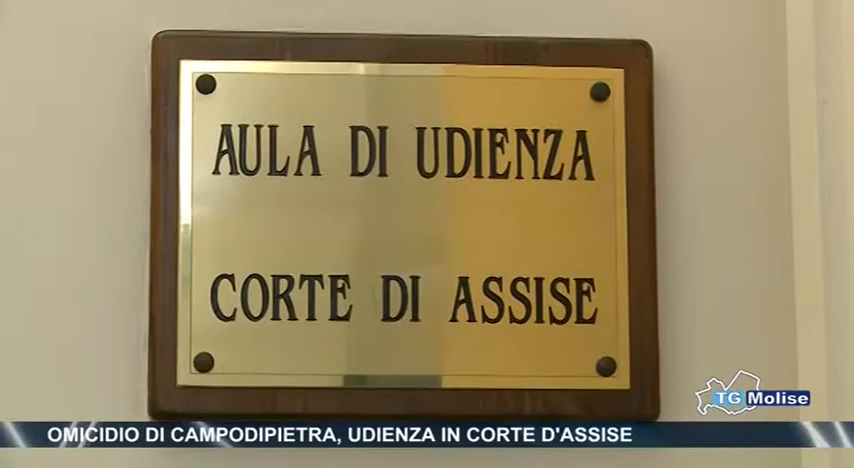 AULA DI UDIENZA
CORTE DI ASSISE
TG Molise
OMICIDIO DI CAMPODIPIETRA, UDIENZA IN CORTE D'ASSISE